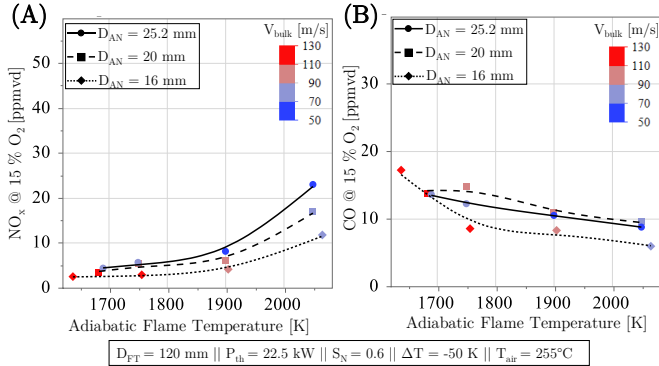 (A)
D_AN = 25.2 mm
D_AN = 20 mm
D_AN = 16 mm
V_bulk [m/s]
130
110
90
70
50
NO_x @ 15 % O_2 [ppmvd]
50
40
30
20
10
0
1700 1800 1900 2000
Adiabatic Flame Temperature [K]
(B)
D_AN = 25.2 mm
D_AN = 20 mm
D_AN = 16 mm
V_bulk [m/s]
130
110
90
70
50
CO @ 15 % O_2 [ppmvd]
30
20
10
0
1700 1800 1900 2000
Adiabatic Flame Temperature [K]
D_FT = 120 mm || P_th = 22.5 kW || S_N = 0.6 || ΔT = -50 K || T_air = 255°C